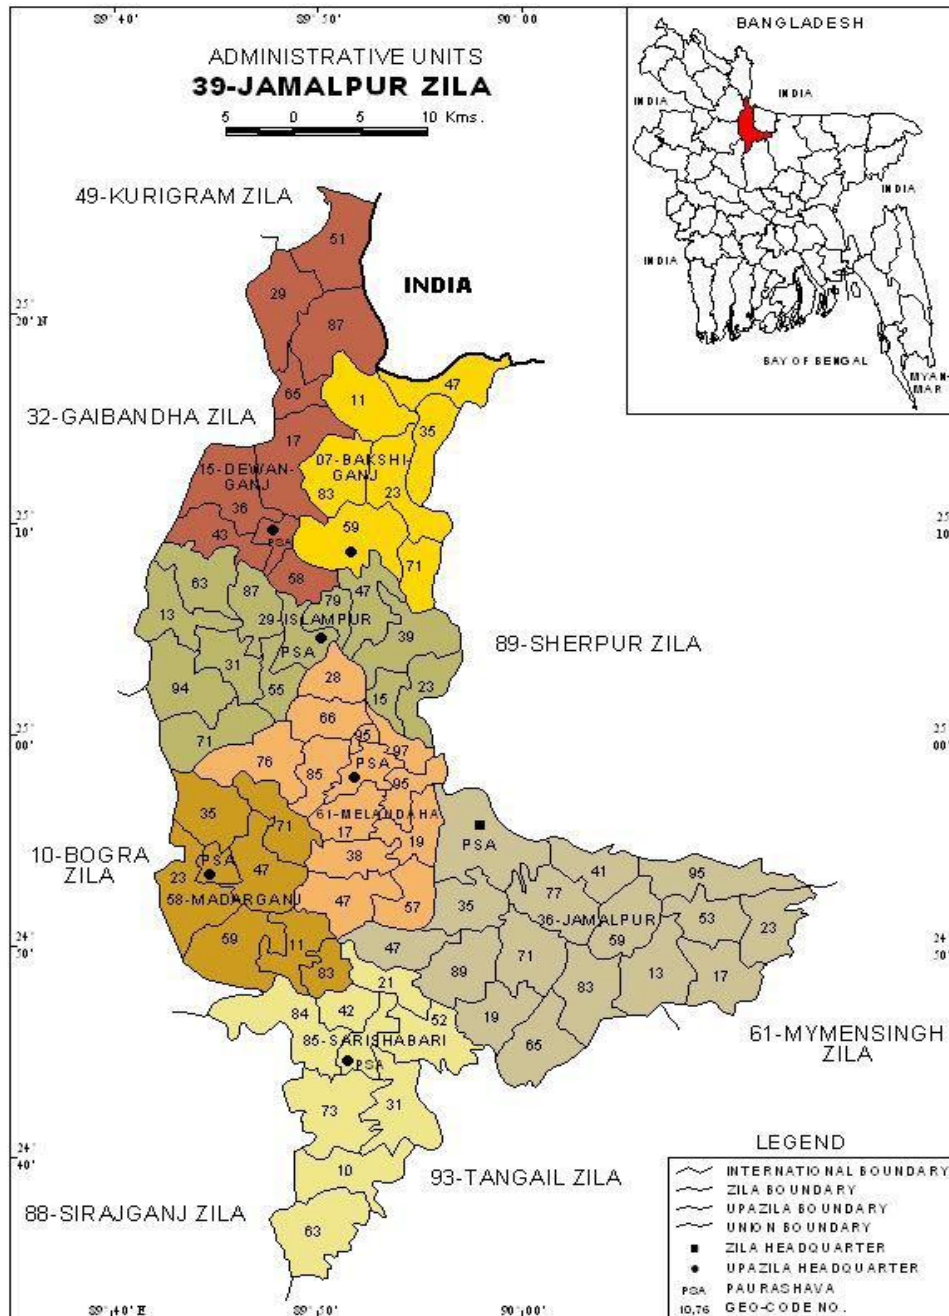 89° 40'
89° 50'
90° 00'
ADMINISTRATIVE UNITS
39-JAMALPUR ZILA
5 0 5 10 Kms.
BANGLADESH
INDIA
INDIA
INDIA
INDIA
BAY OF BENGAL
MYAN-
MAR
49-KURIGRAM ZILA
51
INDIA
29
25°
20' N
87
47
65
11
32-GAIBANDHA ZILA
17
35
15-DEWAN-
GANJ
07-BAKSHI-
GANJ
83
23
36
25°
10'
25°
10'
43
PSA
59
58
71
63
87
79
47
13
29-ISLAMPUR
39
PSA
89-SHERPUR ZILA
31
28
94
55
15
23
66
25°
00'
25°
00'
71
95
97
76
85
PSA
95
35
71
61-MELANDAHA
17
19
PSA
10-BOGRA
ZILA
PSA
38
41
95
23
47
77
58-MADARGANJ
47
57
35
36-JAMALPUR
53
23
59
11
59
24°
50'
24°
50'
47
71
83
89
83
13
17
21
84
42
52
19
85-SARISHABARI
65
61-MYMENSINGH
ZILA
PSA
73
31
24°
40'
10
93-TANGAIL ZILA
88-SIRAJGANJ ZILA
63
LEGEND
INTERNATIONAL BOUNDARY
ZILA BOUNDARY
UPAZILA BOUNDARY
UNION BOUNDARY
ZILA HEADQUARTER
UPAZILA HEADQUARTER
PSA PAURASHAVA
10,76 GEO-CODE NO..
89° 40' E
89° 50'
90° 00'